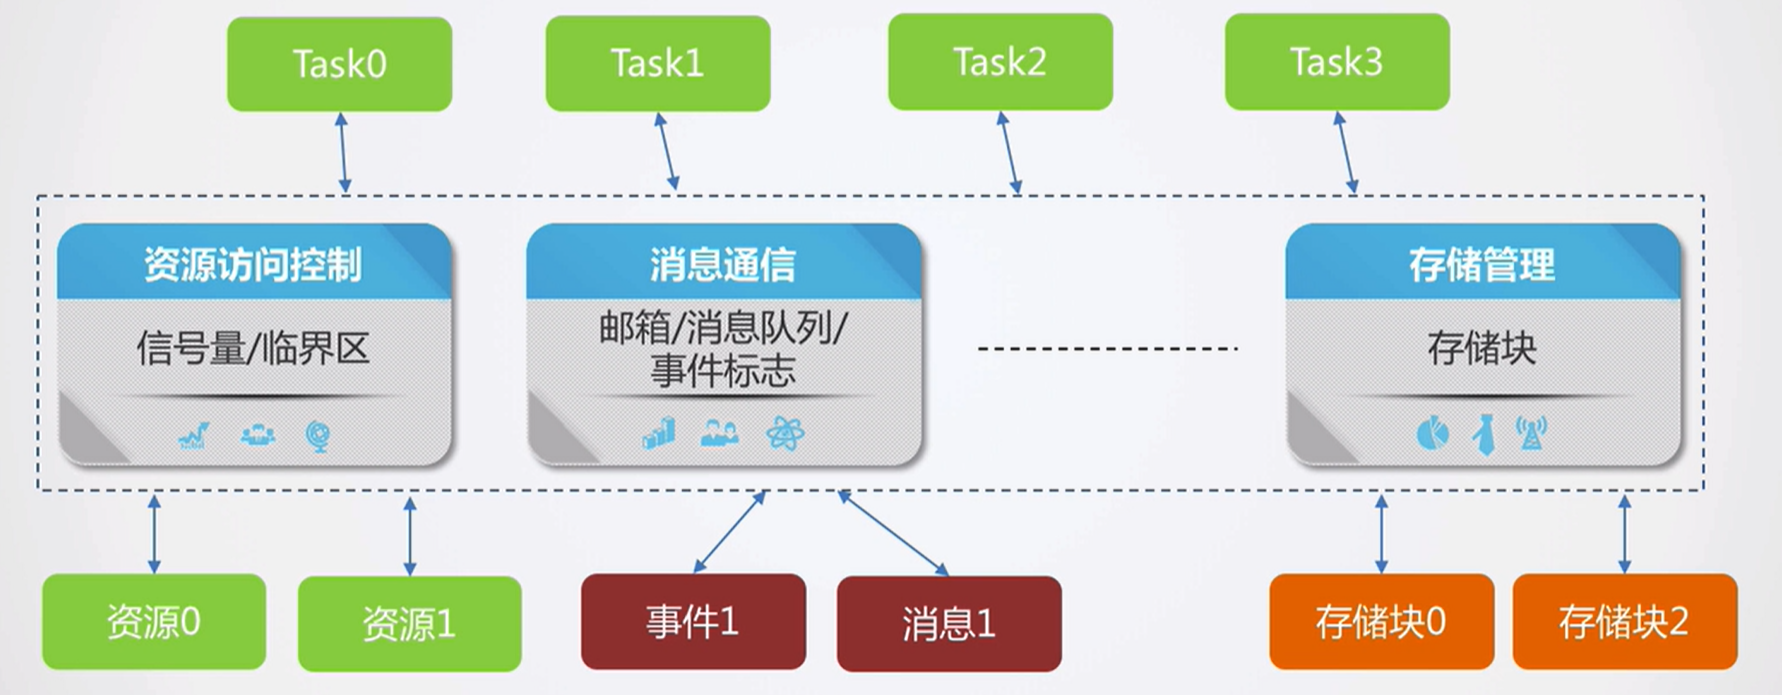 Task0
Task1
Task2
Task3
资源访问控制
信号量/临界区
消息通信
邮箱/消息队列/
事件标志
存储管理
存储块
资源0
资源1
事件1
消息1
存储块0
存储块2